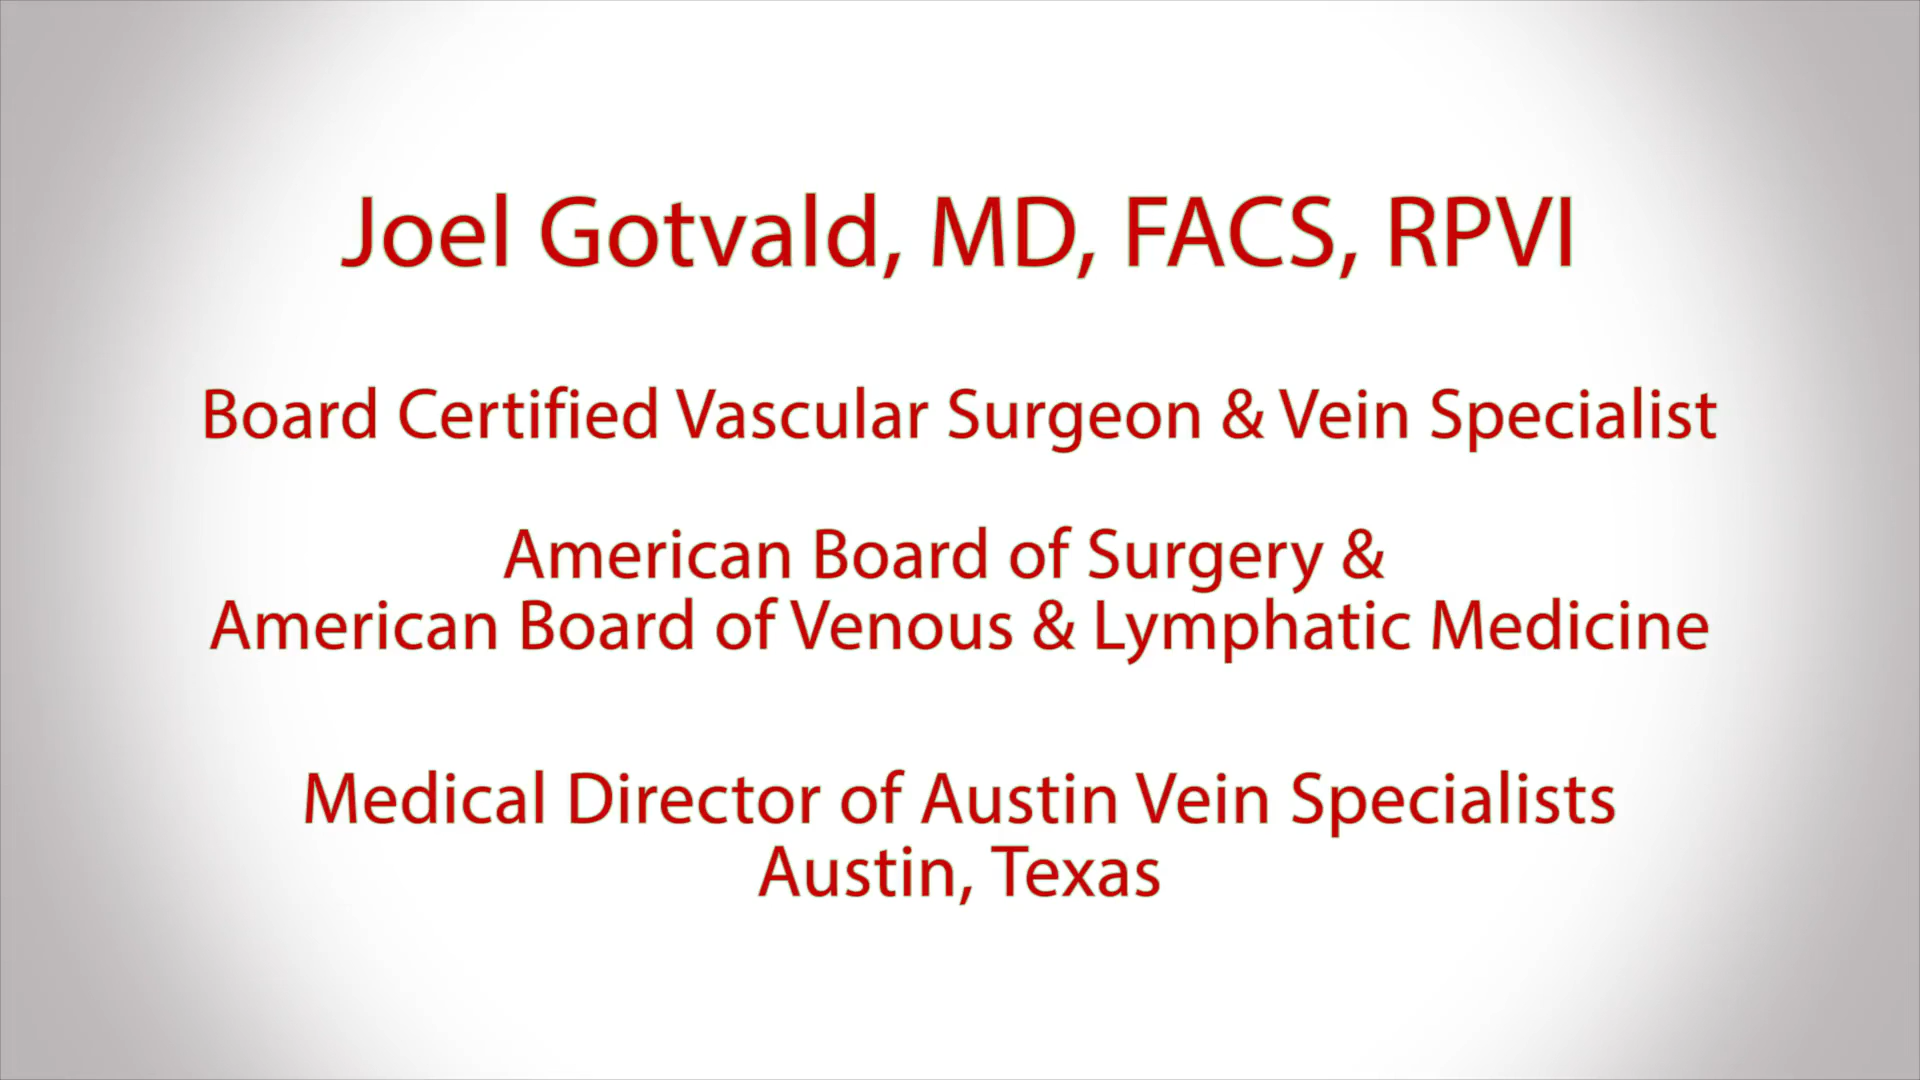 Joel Gotvald, MD, FACS, RPVI
Board Certified Vascular Surgeon & Vein Specialist
American Board of Surgery &
American Board of Venous & Lymphatic Medicine
Medical Director of Austin Vein Specialists
Austin, Texas